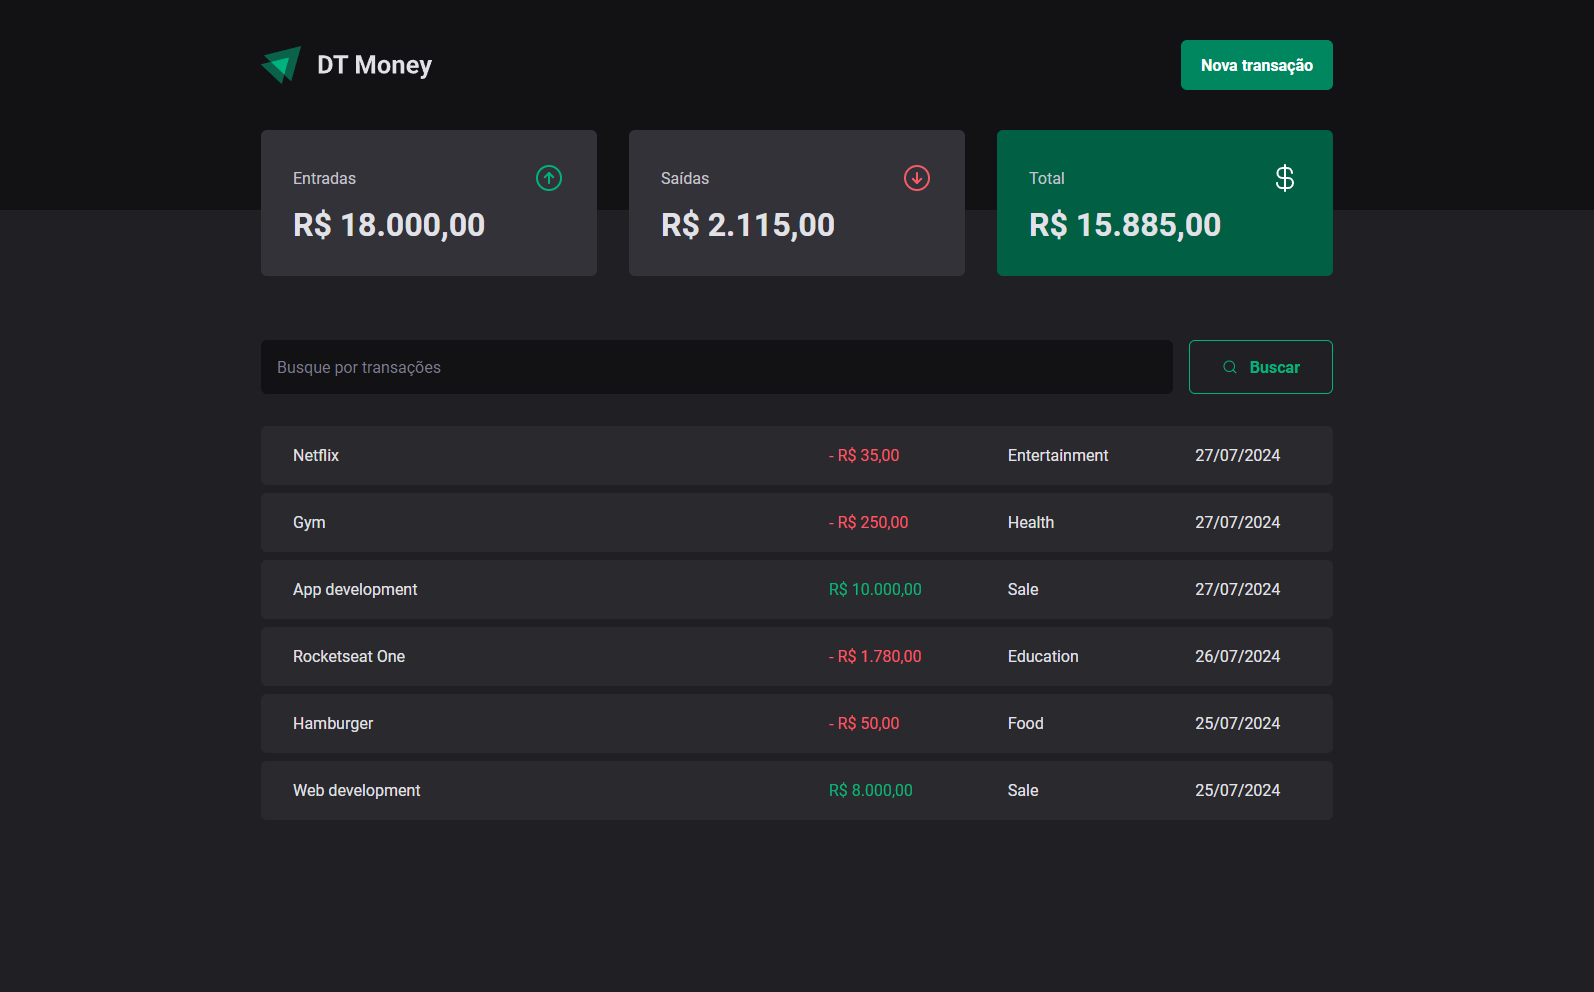 DT Money
Nova transação
Entradas
R$ 18.000,00
Saídas
R$ 2.115,00
Total
$
R$ 15.885,00
Busque por transações
Buscar
Netflix - R$ 35,00 Entertainment 27/07/2024
Gym - R$ 250,00 Health 27/07/2024
App development R$ 10.000,00 Sale 27/07/2024
Rocketseat One - R$ 1.780,00 Education 26/07/2024
Hamburger - R$ 50,00 Food 25/07/2024
Web development R$ 8.000,00 Sale 25/07/2024